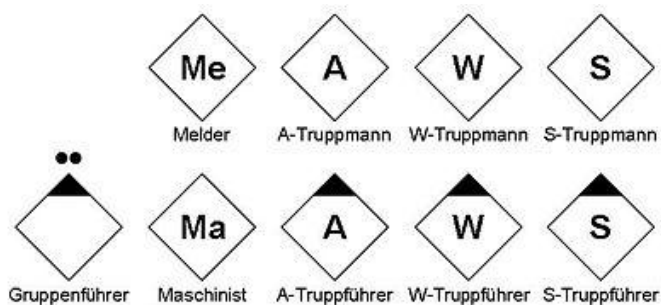 Me A W S
Melder A-Truppmann W-Truppmann S-Truppmann
Ma A W S
Gruppenführer Maschinist A-Truppführer W-Truppführer S-Truppführer